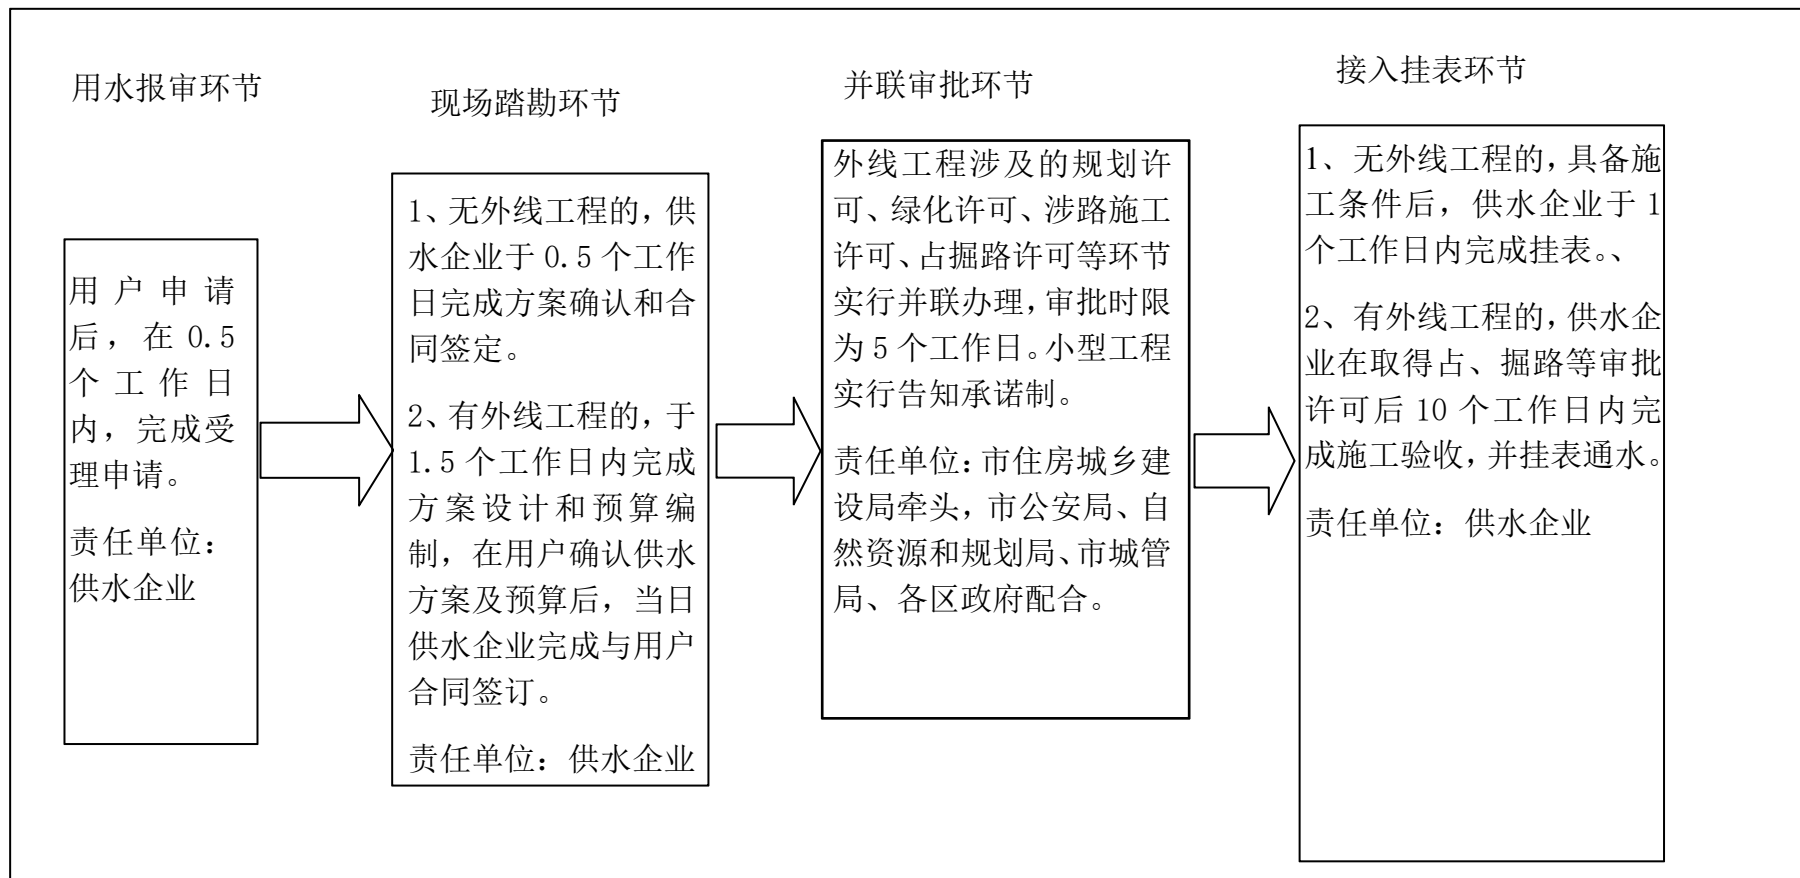 用水报审环节
用户申请
后，在 0.5
个工作日
内，完成受
理申请。
责任单位：
供水企业
现场踏勘环节
1、无外线工程的，供
水企业于 0.5 个工作
日完成方案确认和合
同签定。
2、有外线工程的，于
1.5 个工作日内完成
方案设计和预算编
制，在用户确认供水
方案及预算后，当日
供水企业完成与用户
合同签订。
责任单位：供水企业
并联审批环节
外线工程涉及的规划许
可、绿化许可、涉路施工
许可、占掘路许可等环节
实行并联办理，审批时限
为 5 个工作日。小型工程
实行告知承诺制。
责任单位：市住房城乡建
设局牵头，市公安局、自
然资源和规划局、市城管
局、各区政府配合。
接入挂表环节
1、无外线工程的，具备施
工条件后，供水企业于 1
个工作日内完成挂表。、
2、有外线工程的，供水企
业在取得占、掘路等审批
许可后 10 个工作日内完
成施工验收，并挂表通水。
责任单位：供水企业